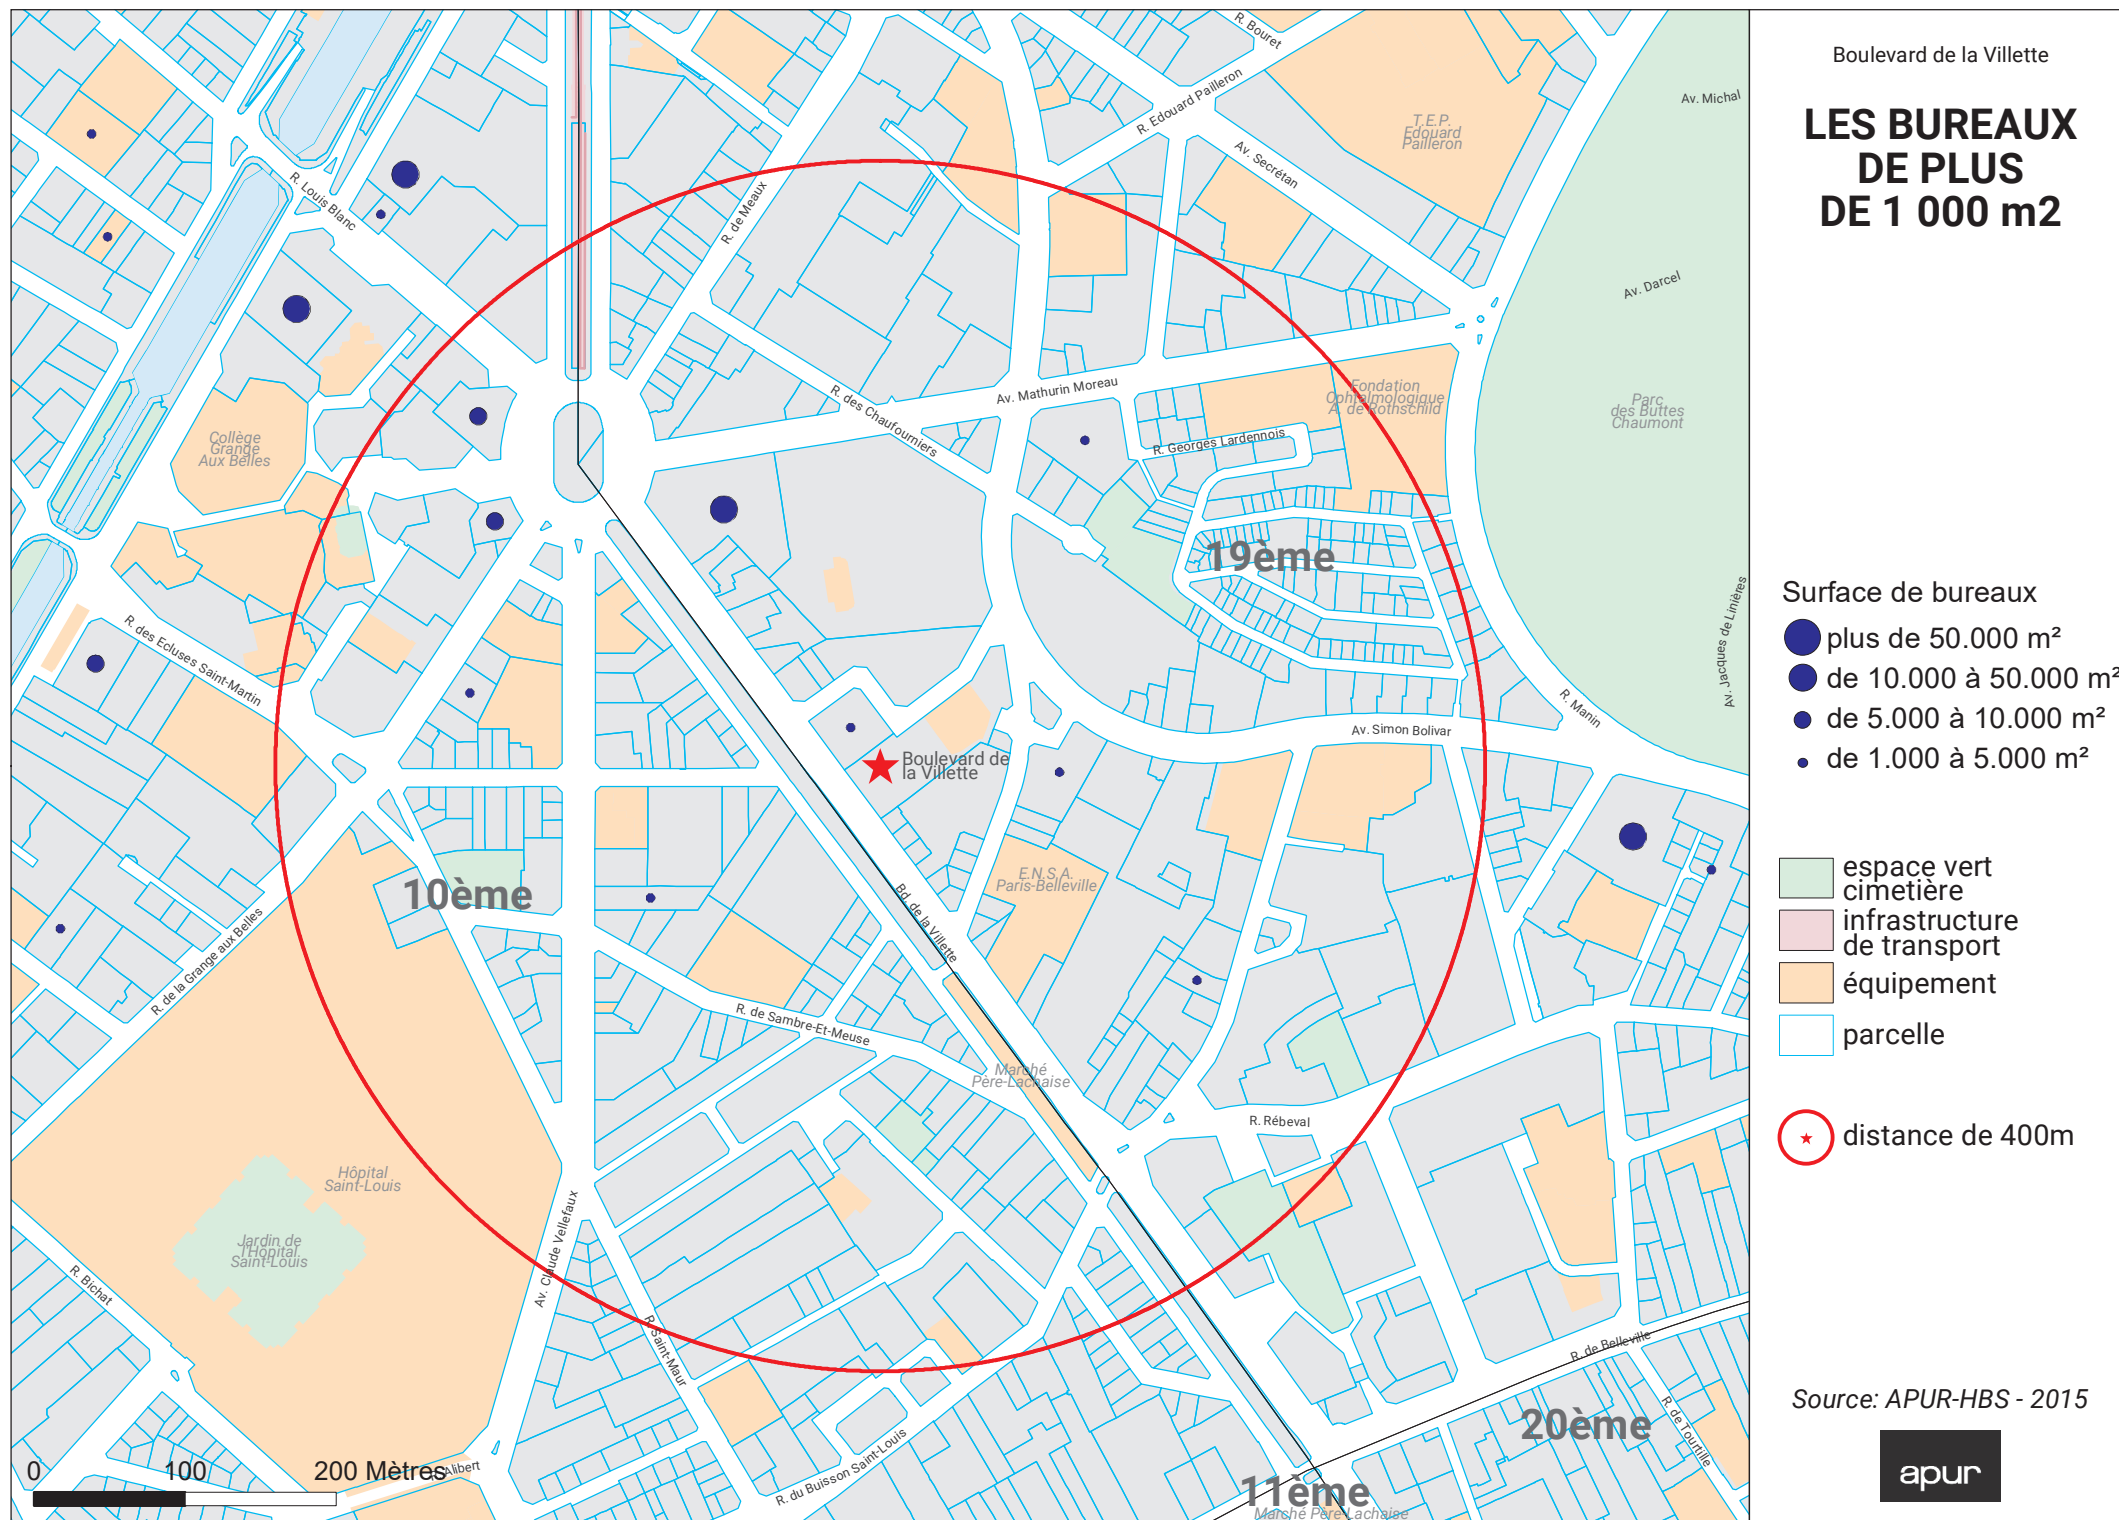 Boulevard de la Villette
LES BUREAUX
DE PLUS
DE 1 000 m2
Surface de bureaux
plus de 50.000 m²
de 10.000 à 50.000 m²
de 5.000 à 10.000 m²
de 1.000 à 5.000 m²
espace vert
cimetière
infrastructure
de transport
équipement
parcelle
distance de 400m
Source: APUR-HBS - 2015
apur
R. Bouret
R. Edouard Pailleron
T.E.P.
Edouard
Pailleron
Av. Michal
Av. Secrétan
R. Louis Blanc
R. de Meaux
Av. Darcel
Av. Mathurin Moreau
R. des Chaufourniers
Fondation
Ophtalmologique
A. de Rothschild
Parc
des Buttes
Chaumont
R. Georges Lardennois
Collège
Grange
Aux Belles
19ème
Av. Jacques de Linières
R. des Ecluses Saint-Martin
R. Manin
Av. Simon Bolivar
Boulevard de
la Villette
10ème
E.N.S.A.
Paris-Belleville
Bd. de la Villette
R. de la Grange aux Belles
R. de Sambre-Et-Meuse
Marché
Père-Lachaise
R. Rébeval
Hôpital
Saint-Louis
Jardin de
l'Hôpital
Saint-Louis
Av. Claude Vellefaux
R. Bichat
R. Saint-Maur
R. de Belleville
R. de Tourtille
20ème
R. du Buisson Saint-Louis
R. Alibert
11ème
Marché Père-Lachaise
0 100 200 Mètres